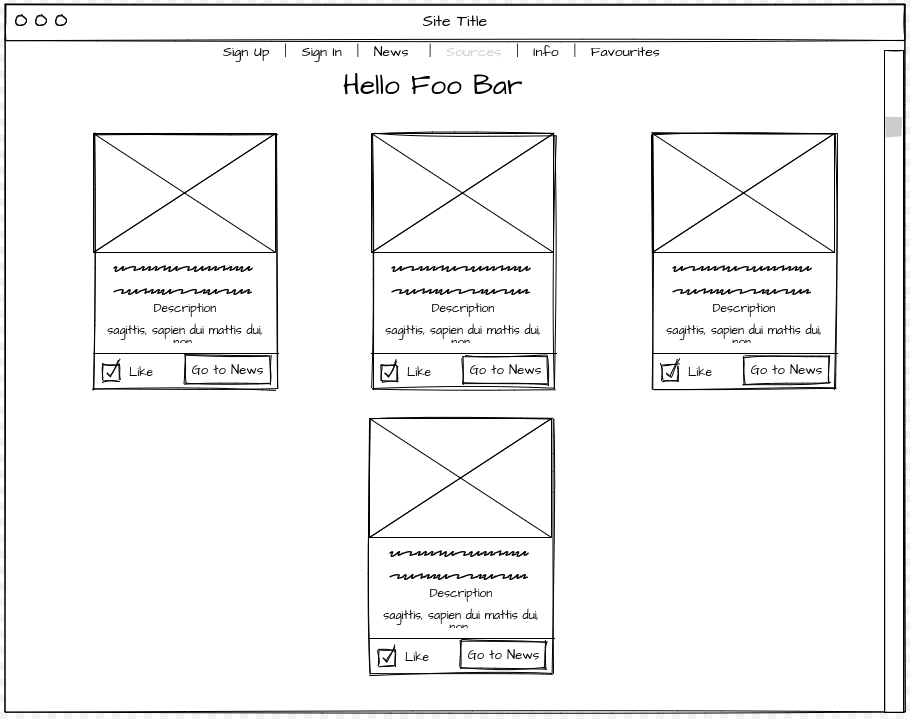 Site Title
Sign Up | Sign In | News | Sources | Info | Favourites
Hello Foo Bar
Description
sagittis, sapien dui mattis dui,
non
Like
Go to News
Description
sagittis, sapien dui mattis dui,
non
Like
Go to News
Description
sagittis, sapien dui mattis dui,
non
Like
Go to News
Description
sagittis, sapien dui mattis dui,
non
Like
Go to News